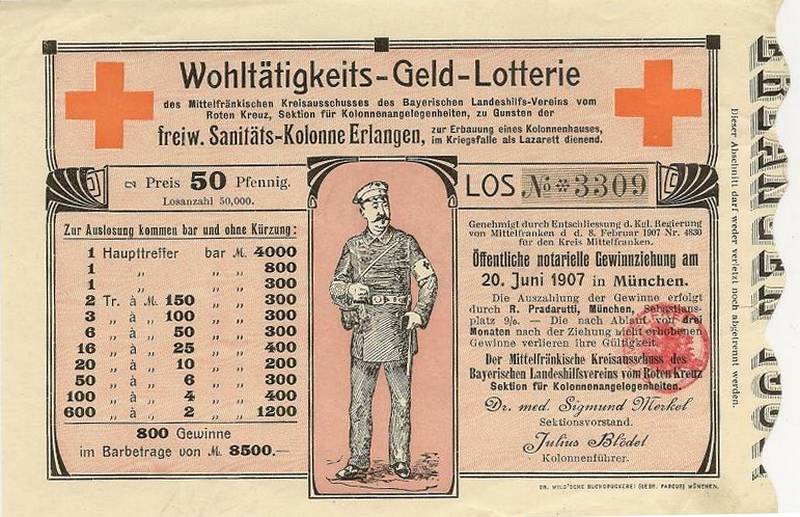 Wohltätigkeits-Geld-Lotterie
des Mittelfränkischen Kreisausschusses des Bayerischen Landeshilfs-Vereins vom
Roten Kreuz, Sektion für Kolonnenangelegenheiten, zu Gunsten der
freiw. Sanitäts-Kolonne Erlangen, zur Erbauung eines Kolonnenhauses,
im Kriegsfalle als Lazarett dienend.
Preis 50 Pfennig.
Losanzahl 50,000.
LOS No 3309
Zur Auslosung kommen bar und ohne Kürzung:
1 Haupttreffer bar M. 4000
1 „ „ 800
1 „ „ 300
2 Tr. à M. 150 „ 300
3 „ à „ 100 „ 300
6 „ à „ 50 „ 300
16 „ à „ 25 „ 400
20 „ à „ 10 „ 200
50 „ à „ 6 „ 300
100 „ à „ 4 „ 400
600 „ à „ 2 „ 1200
800 Gewinne
im Barbetrage von M. 8500.—
Genehmigt durch Entschliessung d. Kgl. Regierung
von Mittelfranken d d. 8. Februar 1907 Nr. 4830
für den Kreis Mittelfranken.
Öffentliche notarielle Gewinnziehung am
20. Juni 1907 in München.
Die Auszahlung der Gewinne erfolgt
durch R. Pradarutti, München, Sebastians-
platz 9/0. — Die nach Ablauf von drei
Monaten nach der Ziehung nicht erhobenen
Gewinne verlieren ihre Gültigkeit.
Der Mittelfränkische Kreisausschuss des
Bayerischen Landeshilfsvereins vom Roten Kreuz
Sektion für Kolonnenangelegenheiten.
Dr. med. Sigmund Merkel
Sektionsvorstand.
Julius Blödel
Kolonnenführer.
DR. WILD'SCHE BUCHDRUCKEREI (GEBR. PARCUS) MÜNCHEN.
Dieser Abschnitt darf weder verletzt noch abgetrennt werden.